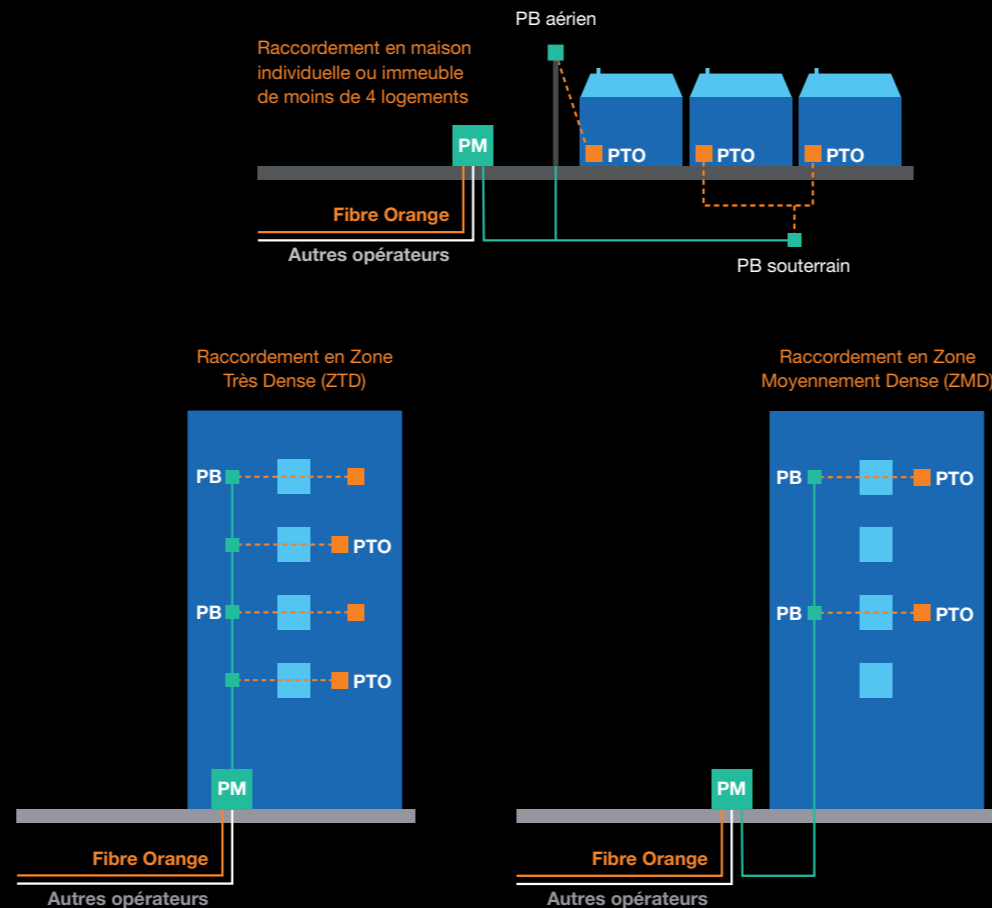 PB aérien
Raccordement en maison
individuelle ou immeuble
de moins de 4 logements
PM
PTO
PTO
PTO
Fibre Orange
Autres opérateurs
PB souterrain
Raccordement en Zone
Très Dense (ZTD)
PB
PTO
PB
PTO
PM
Fibre Orange
Autres opérateurs
Raccordement en Zone
Moyennement Dense (ZMD)
PB
PTO
PB
PTO
PM
Fibre Orange
Autres opérateurs